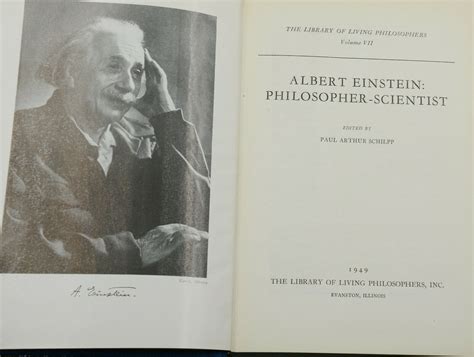 A. Einstein.
THE LIBRARY OF LIVING PHILOSOPHERS
Volume VII
ALBERT EINSTEIN:
PHILOSOPHER-SCIENTIST
EDITED BY
PAUL ARTHUR SCHILPP
1949
THE LIBRARY OF LIVING PHILOSOPHERS, INC.
EVANSTON, ILLINOIS